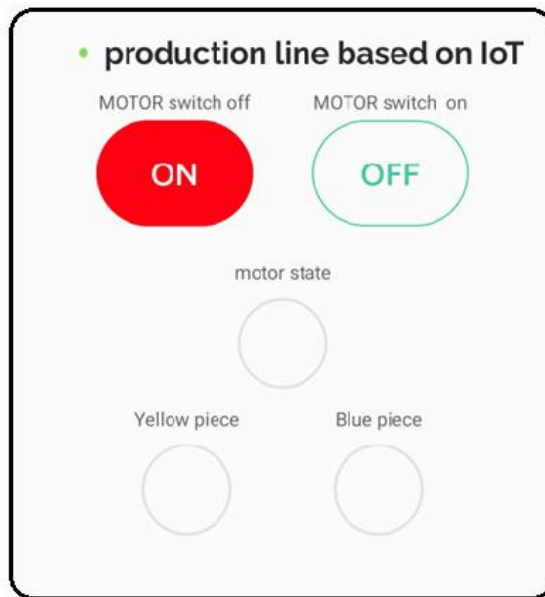 • production line based on IoT
MOTOR switch off
MOTOR switch on
ON
OFF
motor state
Yellow piece
Blue piece